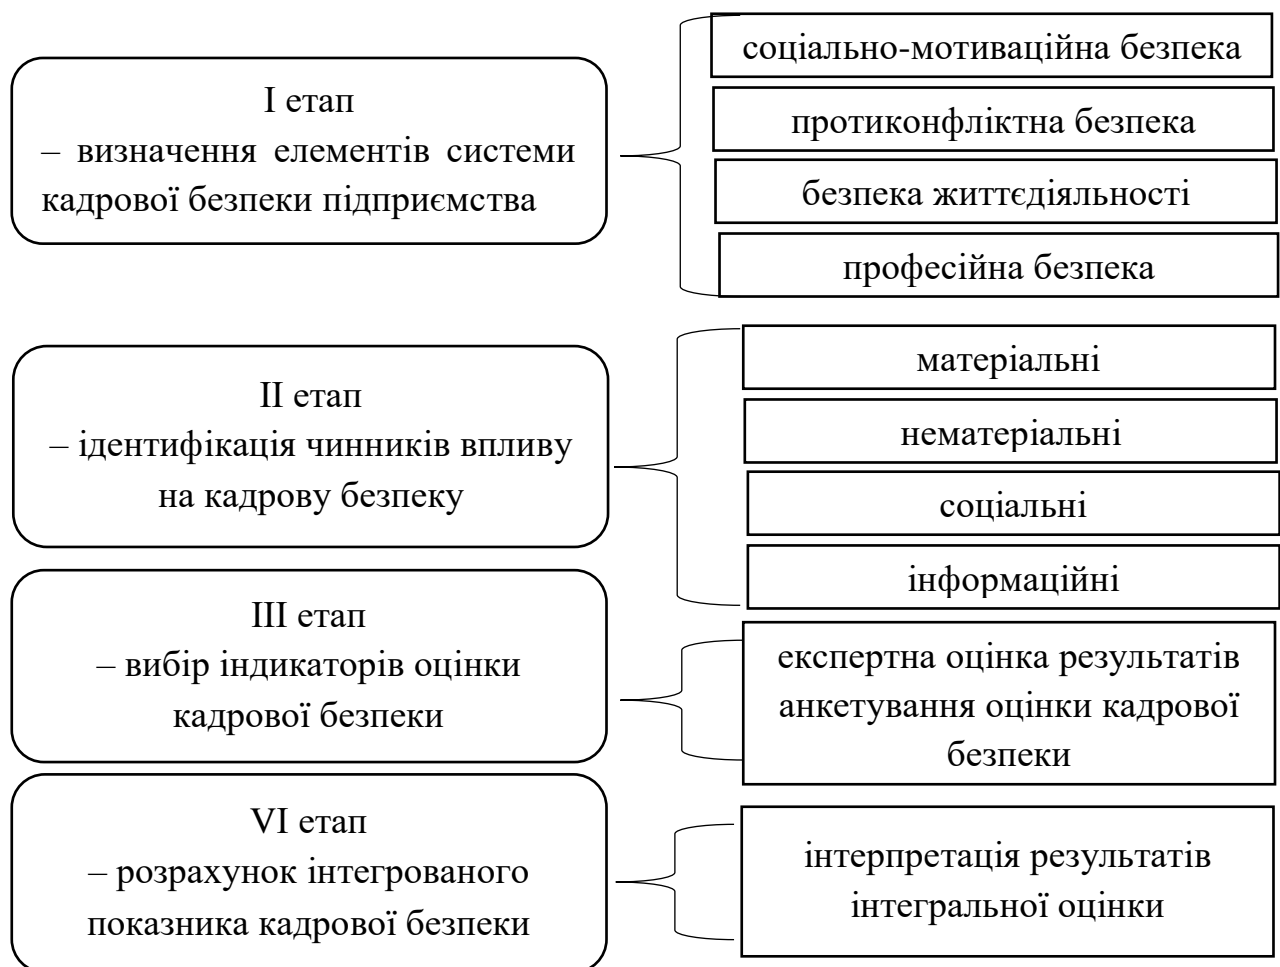 І етап
– визначення елементів системи
кадрової безпеки підприємства
соціально-мотиваційна безпека
протиконфліктна безпека
безпека життєдіяльності
професійна безпека
ІІ етап
– ідентифікація чинників впливу
на кадрову безпеку
матеріальні
нематеріальні
соціальні
інформаційні
ІІІ етап
– вибір індикаторів оцінки
кадрової безпеки
експертна оцінка результатів
анкетування оцінки кадрової
безпеки
VI етап
– розрахунок інтегрованого
показника кадрової безпеки
інтерпретація результатів
інтегральної оцінки